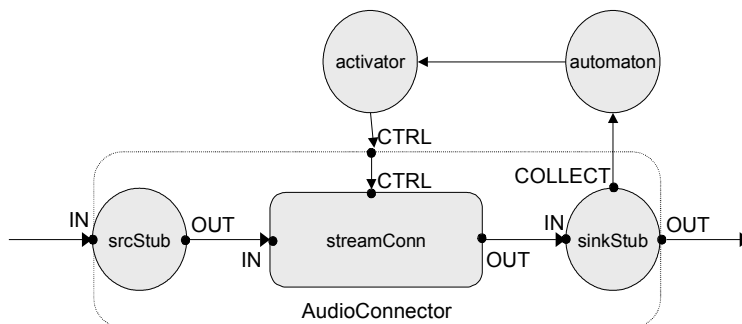 activator
automaton
CTRL
CTRL
COLLECT
IN
srcStub
OUT
IN
streamConn
OUT
IN
sinkStub
OUT
AudioConnector